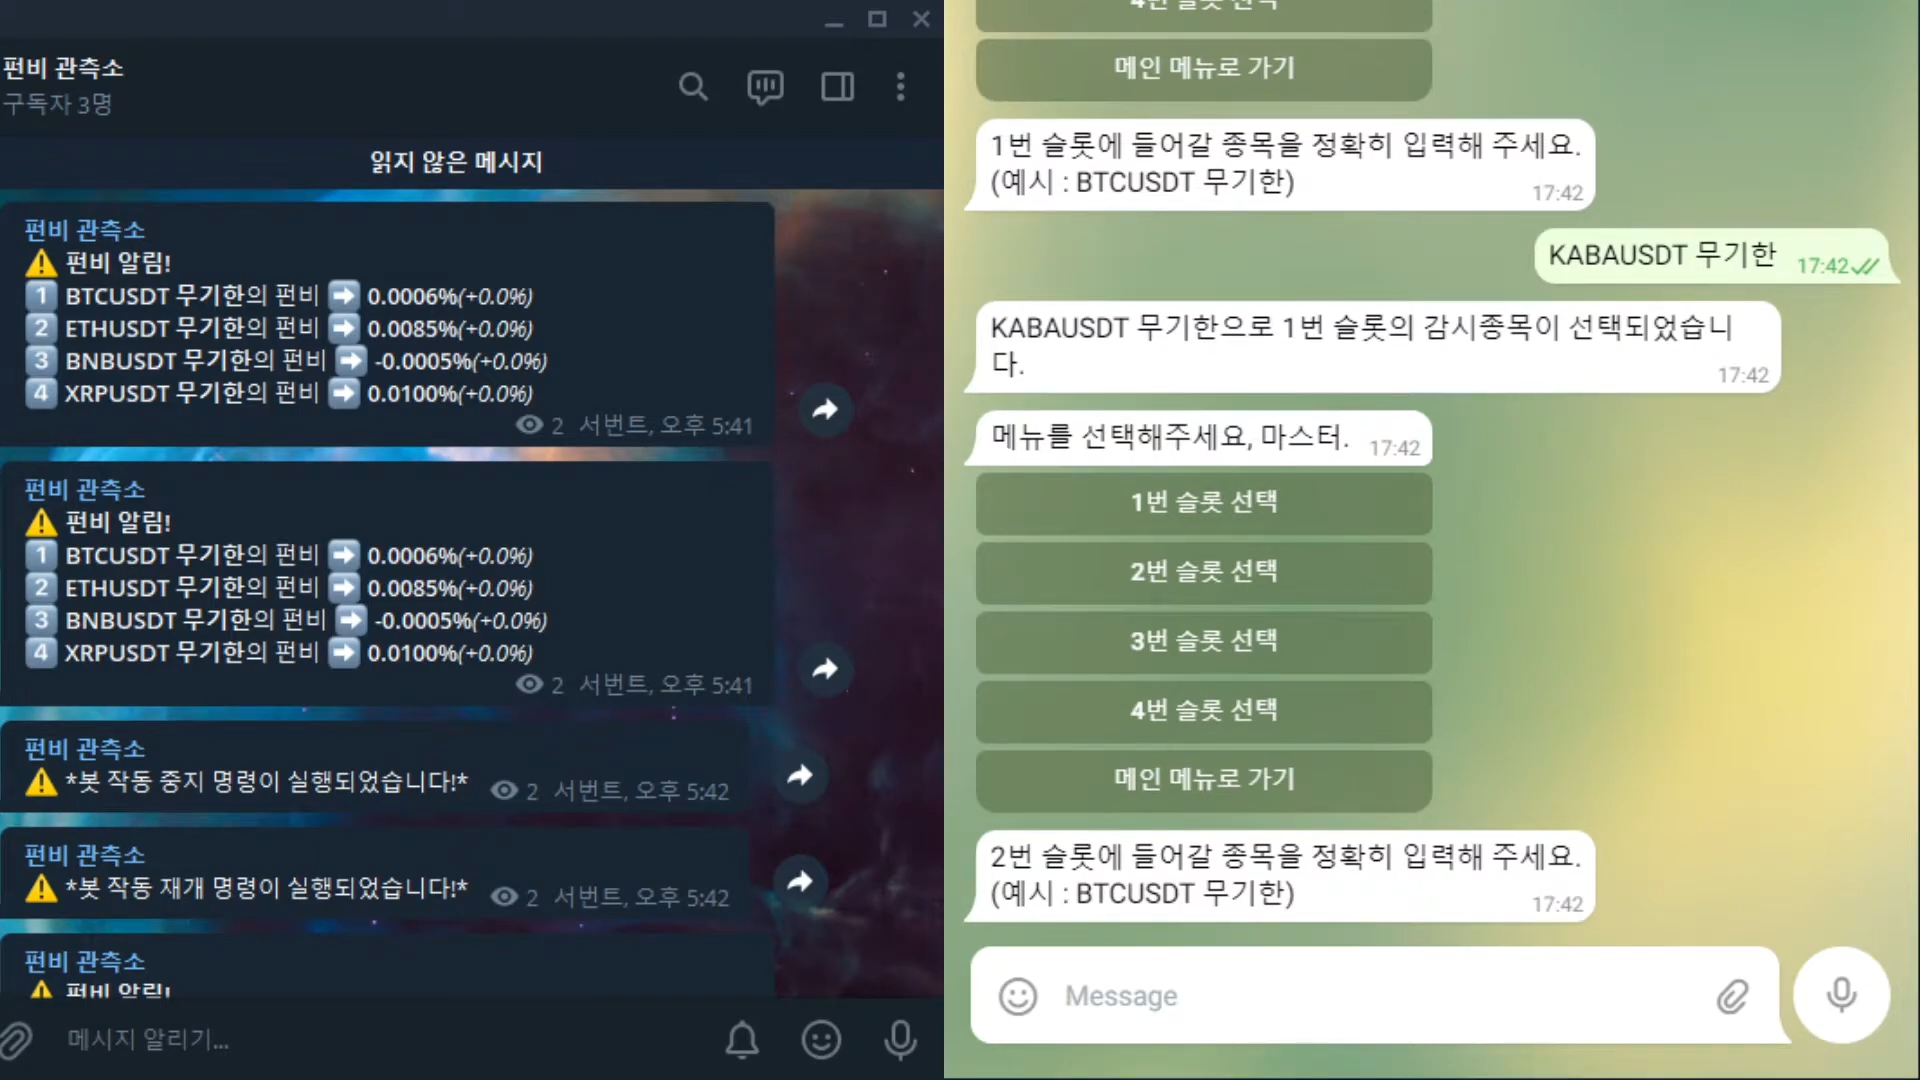 펀비 관측소
구독자 3명
읽지 않은 메시지
펀비 관측소
⚠️ 펀비 알림!
1️⃣ BTCUSDT 무기한의 펀비 ➡️ 0.0006%(+0.0%)
2️⃣ ETHUSDT 무기한의 펀비 ➡️ 0.0085%(+0.0%)
3️⃣ BNBUSDT 무기한의 펀비 ➡️ -0.0005%(+0.0%)
4️⃣ XRPUSDT 무기한의 펀비 ➡️ 0.0100%(+0.0%)
2 서번트, 오후 5:41
펀비 관측소
⚠️ 펀비 알림!
1️⃣ BTCUSDT 무기한의 펀비 ➡️ 0.0006%(+0.0%)
2️⃣ ETHUSDT 무기한의 펀비 ➡️ 0.0085%(+0.0%)
3️⃣ BNBUSDT 무기한의 펀비 ➡️ -0.0005%(+0.0%)
4️⃣ XRPUSDT 무기한의 펀비 ➡️ 0.0100%(+0.0%)
2 서번트, 오후 5:41
펀비 관측소
⚠️ *봇 작동 중지 명령이 실행되었습니다!* 2 서번트, 오후 5:42
펀비 관측소
⚠️ *봇 작동 재개 명령이 실행되었습니다!* 2 서번트, 오후 5:42
펀비 관측소
⚠️ 펀비 알림!
메시지 알리기...
4번 슬롯 선택
메인 메뉴로 가기
1번 슬롯에 들어갈 종목을 정확히 입력해 주세요.
(예시 : BTCUSDT 무기한) 17:42
KABAUSDT 무기한 17:42
KABAUSDT 무기한으로 1번 슬롯의 감시종목이 선택되었습니
다. 17:42
메뉴를 선택해주세요, 마스터. 17:42
1번 슬롯 선택
2번 슬롯 선택
3번 슬롯 선택
4번 슬롯 선택
메인 메뉴로 가기
2번 슬롯에 들어갈 종목을 정확히 입력해 주세요.
(예시 : BTCUSDT 무기한) 17:42
Message